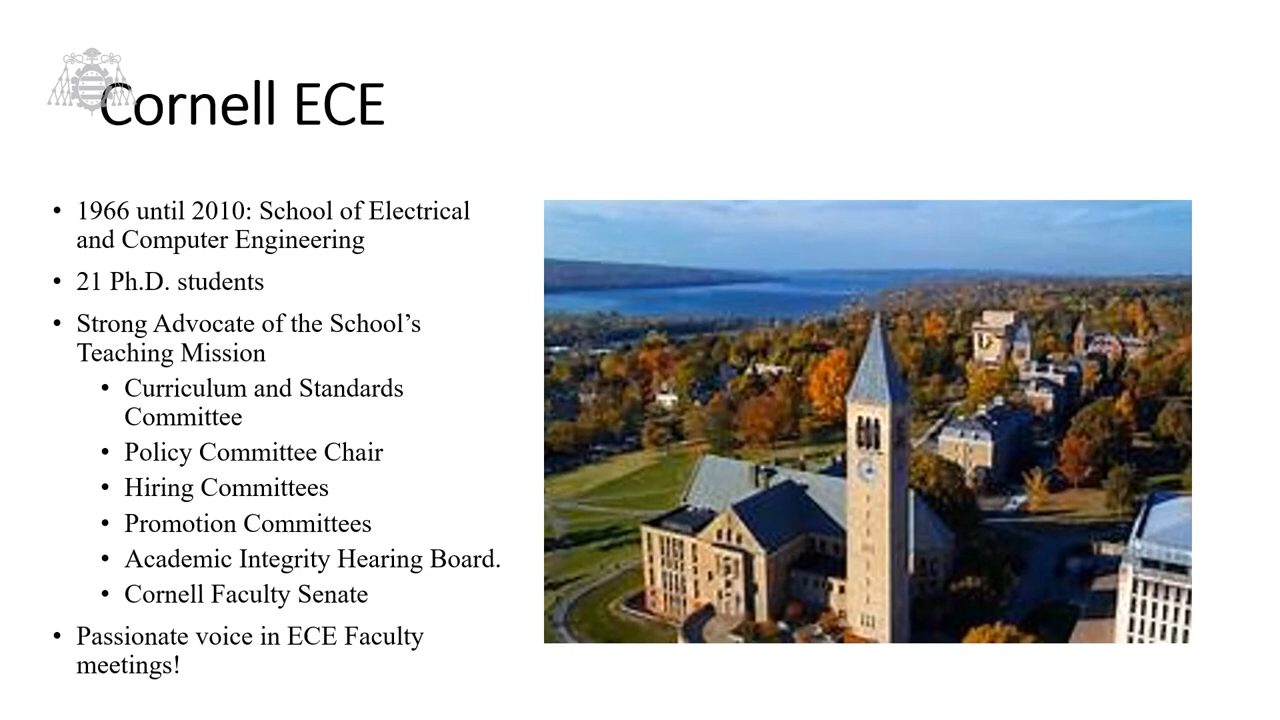 Cornell ECE
• 1966 until 2010: School of Electrical
and Computer Engineering
• 21 Ph.D. students
• Strong Advocate of the School’s
Teaching Mission
• Curriculum and Standards
Committee
• Policy Committee Chair
• Hiring Committees
• Promotion Committees
• Academic Integrity Hearing Board.
• Cornell Faculty Senate
• Passionate voice in ECE Faculty
meetings!